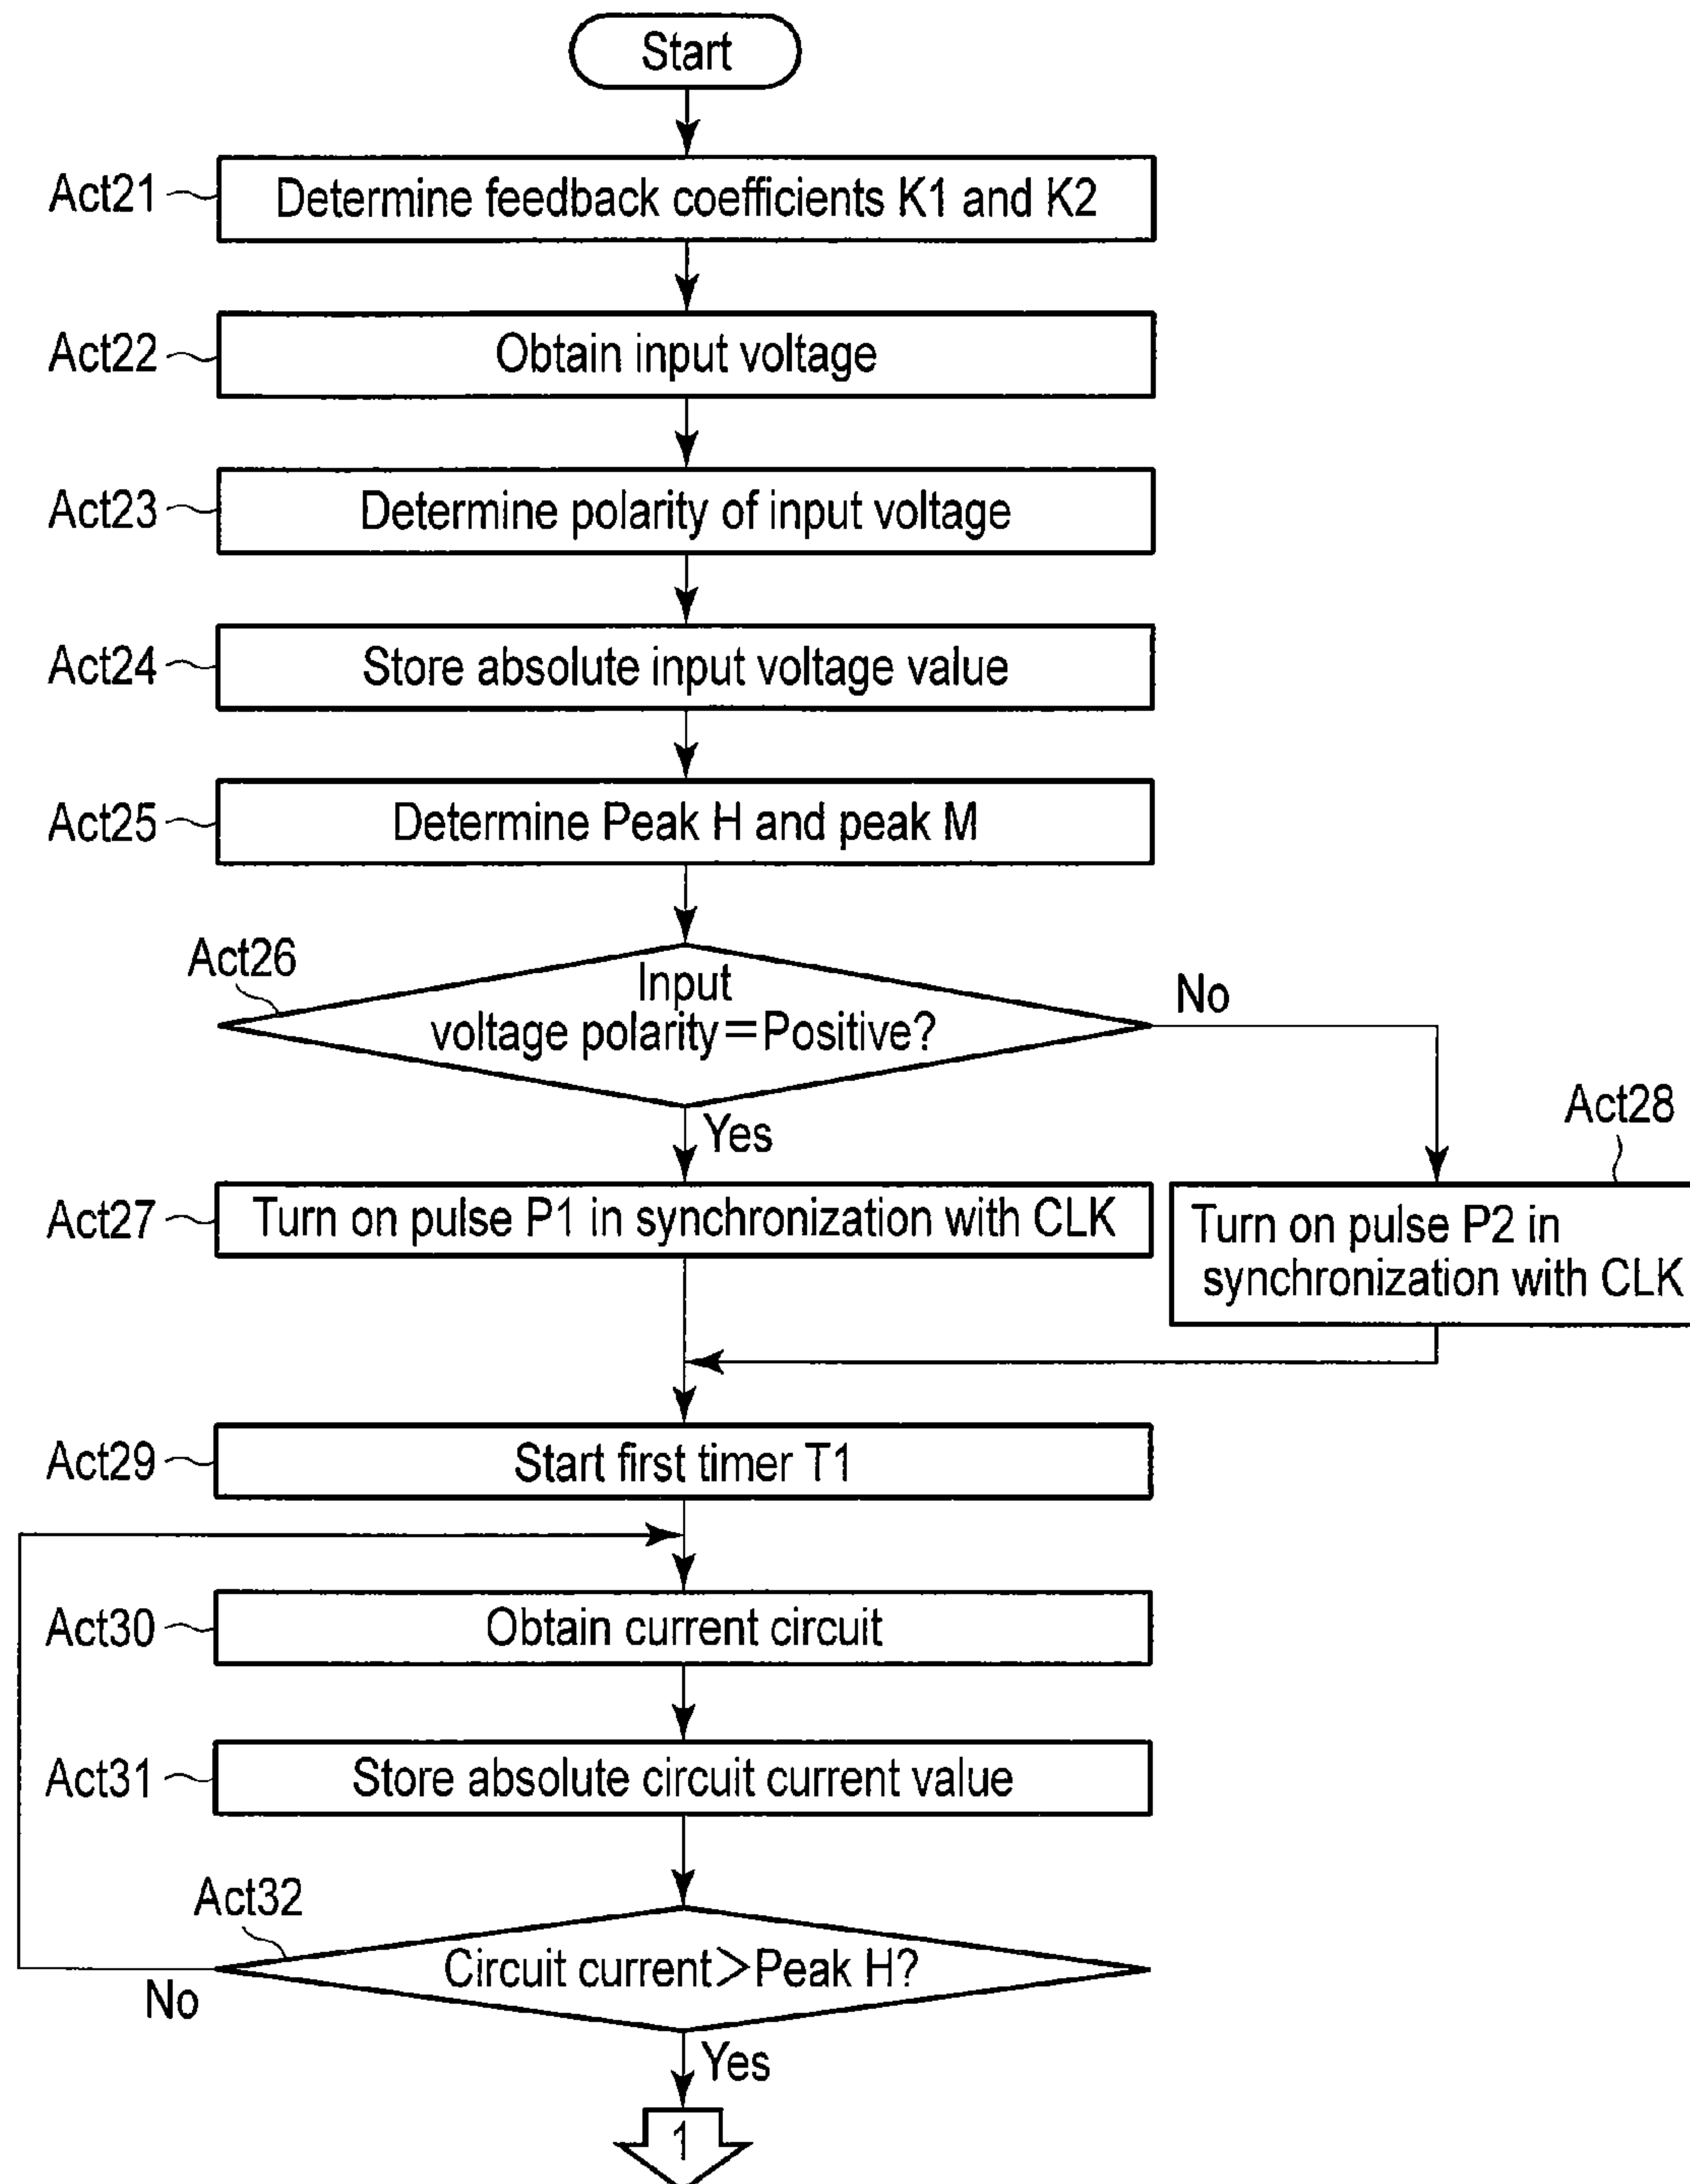 Start
Act21
Determine feedback coefficients K1 and K2
Act22
Obtain input voltage
Act23
Determine polarity of input voltage
Act24
Store absolute input voltage value
Act25
Determine Peak H and peak M
Act26
Input
voltage polarity=Positive?
No
Yes
Act28
Act27
Turn on pulse P1 in synchronization with CLK
Turn on pulse P2 in
synchronization with CLK
Act29
Start first timer T1
Act30
Obtain current circuit
Act31
Store absolute circuit current value
Act32
Circuit current>Peak H?
No
Yes
1